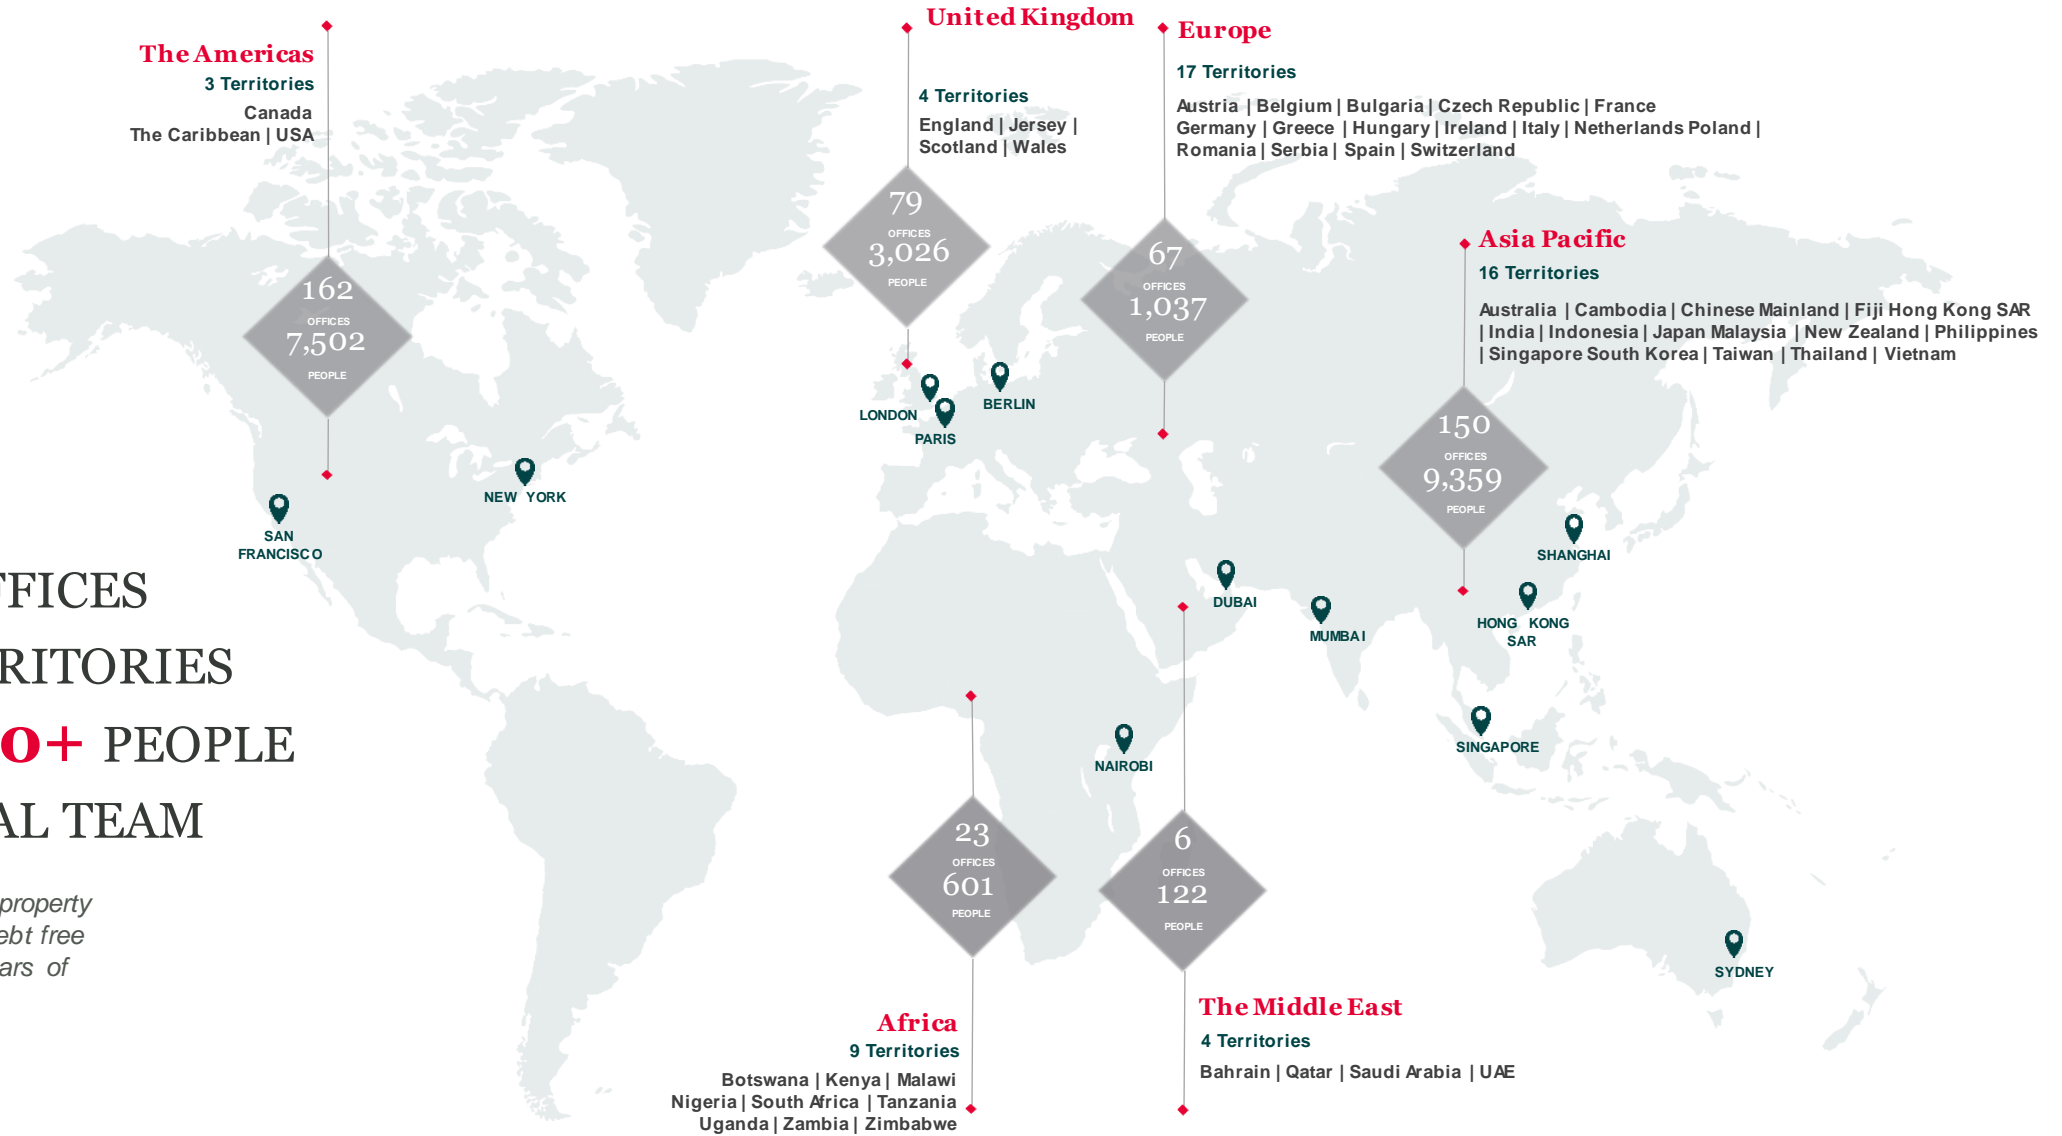 The Americas
3 Territories
Canada
The Caribbean | USA
162
OFFICES
7,502
PEOPLE
United Kingdom
4 Territories
England | Jersey |
Scotland | Wales
79
OFFICES
3,026
PEOPLE
Europe
17 Territories
Austria | Belgium | Bulgaria | Czech Republic | France
Germany | Greece | Hungary | Ireland | Italy | Netherlands Poland |
Romania | Serbia | Spain | Switzerland
67
OFFICES
1,037
PEOPLE
Asia Pacific
16 Territories
Australia | Cambodia | Chinese Mainland | Fiji Hong Kong SAR
| India | Indonesia | Japan Malaysia | New Zealand | Philippines
| Singapore South Korea | Taiwan | Thailand | Vietnam
150
OFFICES
9,359
PEOPLE
LONDON
PARIS
BERLIN
NEW YORK
SAN
FRANCISCO
SHANGHAI
DUBAI
MUMBAI
HONG KONG
SAR
SINGAPORE
NAIROBI
SYDNEY
FFICES
RITORIES
0+ PEOPLE
AL TEAM
property
ebt free
ars of
23
OFFICES
601
PEOPLE
Africa
9 Territories
Botswana | Kenya | Malawi
Nigeria | South Africa | Tanzania
Uganda | Zambia | Zimbabwe
6
OFFICES
122
PEOPLE
The Middle East
4 Territories
Bahrain | Qatar | Saudi Arabia | UAE